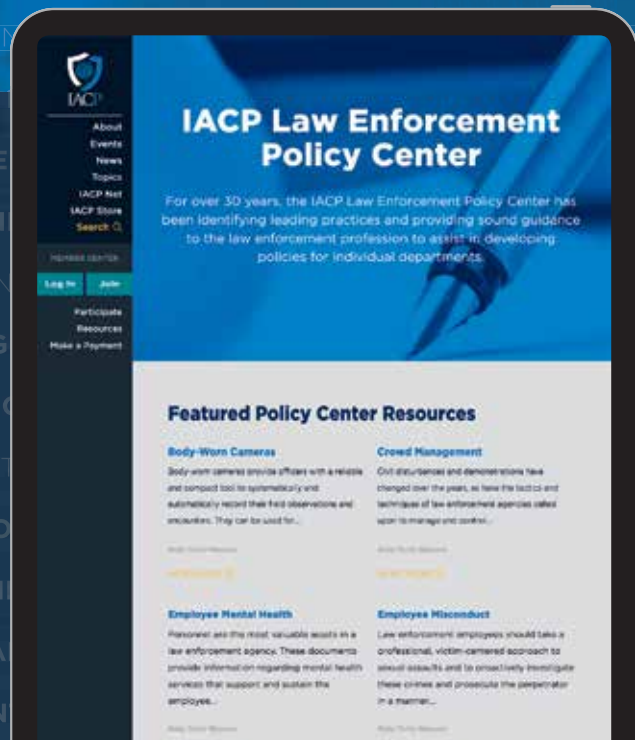 IACP
About
Events
News
Topics
IACP Net
IACP Store
Search
MEMBER CENTER
Log In Join
Participate
Resources
Make a Payment
IACP Law Enforcement
Policy Center
For over 30 years, the IACP Law Enforcement Policy Center has
been identifying leading practices and providing sound guidance
to the law enforcement profession to assist in developing
policies for individual departments.
Featured Policy Center Resources
Body-Worn Cameras
Body-worn cameras provide officers with a reliable
and compact tool to systematically and
automatically record their field observations and
encounters. They can be used for...
Crowd Management
Civil disturbances and demonstrations have
changed over the years, as have the tactics and
techniques of law enforcement agencies called
upon to manage and control...
Employee Mental Health
Personnel are the most valuable assets in a
law enforcement agency. These documents
provide information regarding mental health
services that support and sustain the
employee...
Employee Misconduct
Law enforcement employees should take a
professional, victim-centered approach to
sexual assaults and to proactively investigate
these crimes and prosecute the perpetrator
in a manner...